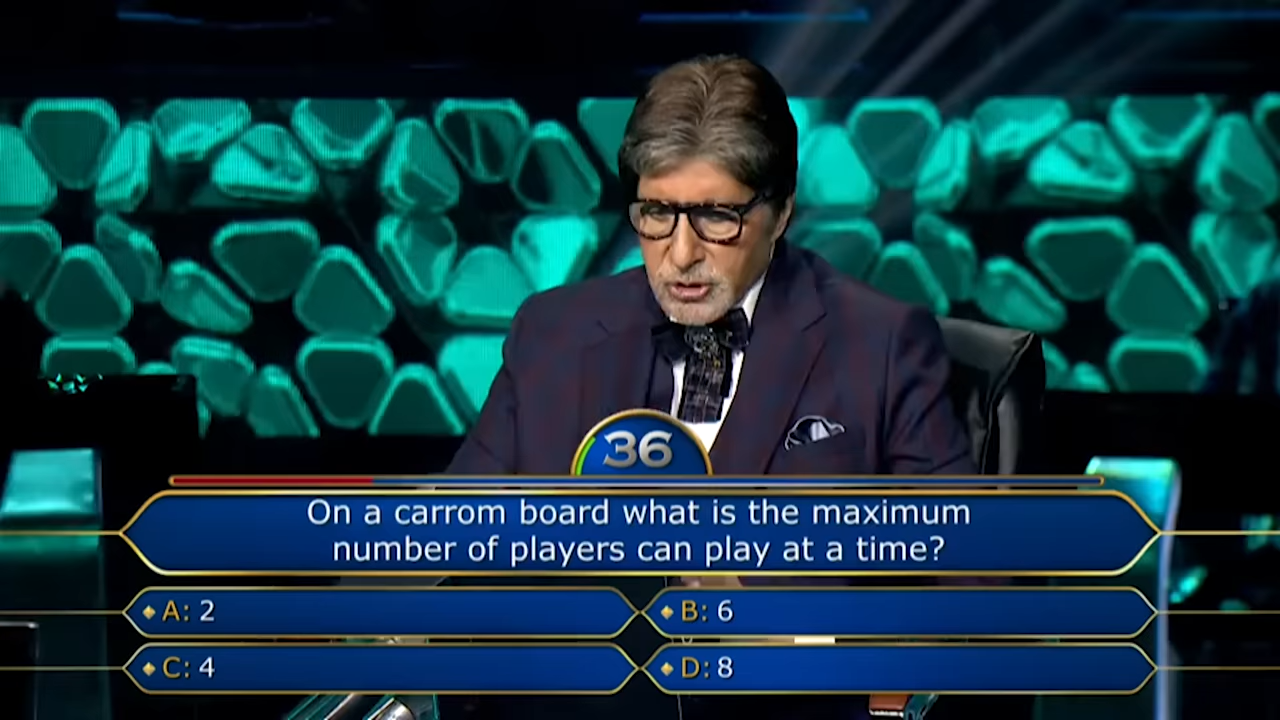 36
On a carrom board what is the maximum
number of players can play at a time?
A: 2
B: 6
C: 4
D: 8